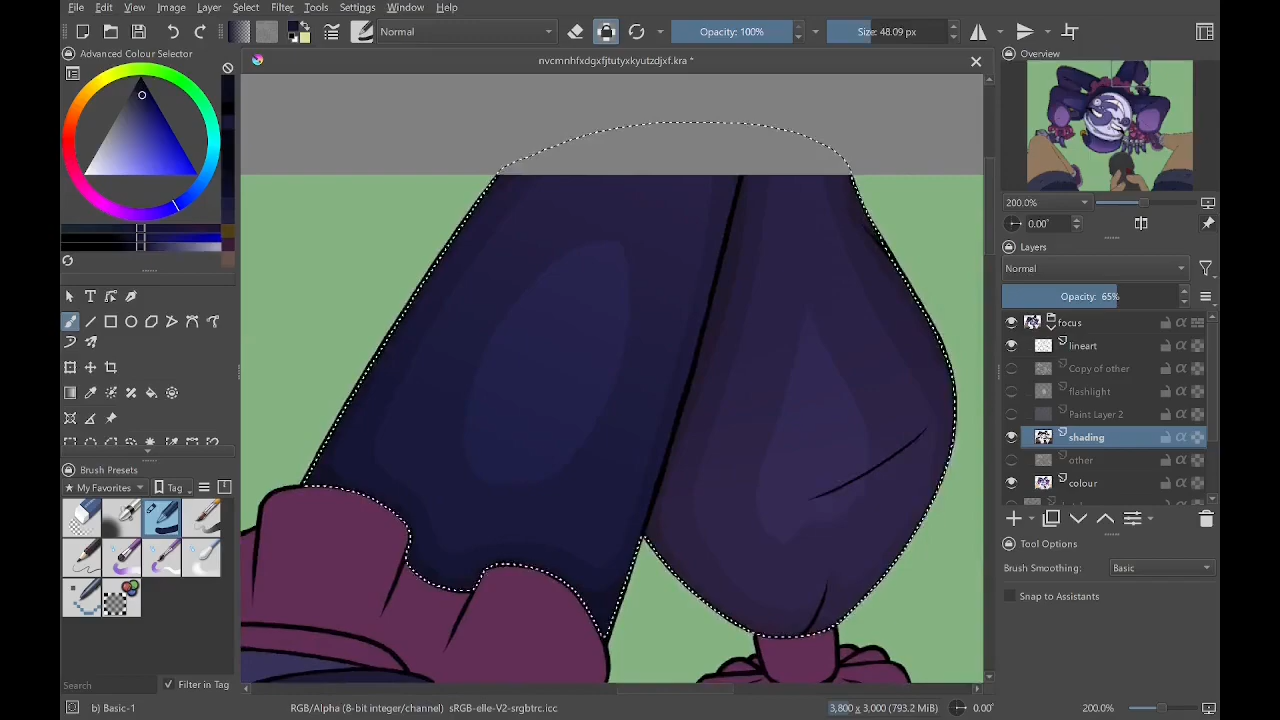 File Edit View Image Layer Select Filter Tools Settings Window Help
Normal Opacity: 100% Size: 48.09 px
Advanced Colour Selector
nvcmnhfxdgxfjtutyxkyutzdjxf.kra *
Overview
200.0%
0.00°
Layers
Normal
Opacity: 65%
focus
lineart
Copy of other
flashlight
Paint Layer 2
shading
other
colour
Brush Presets
My Favorites Tag
Tool Options
Brush Smoothing: Basic
Snap to Assistants
Search Filter in Tag
b) Basic-1 RGB/Alpha (8-bit integer/channel) sRGB-elle-V2-srgbtrc.icc 3,800 x 3,000 (793.2 MiB) 0.00° 200.0%